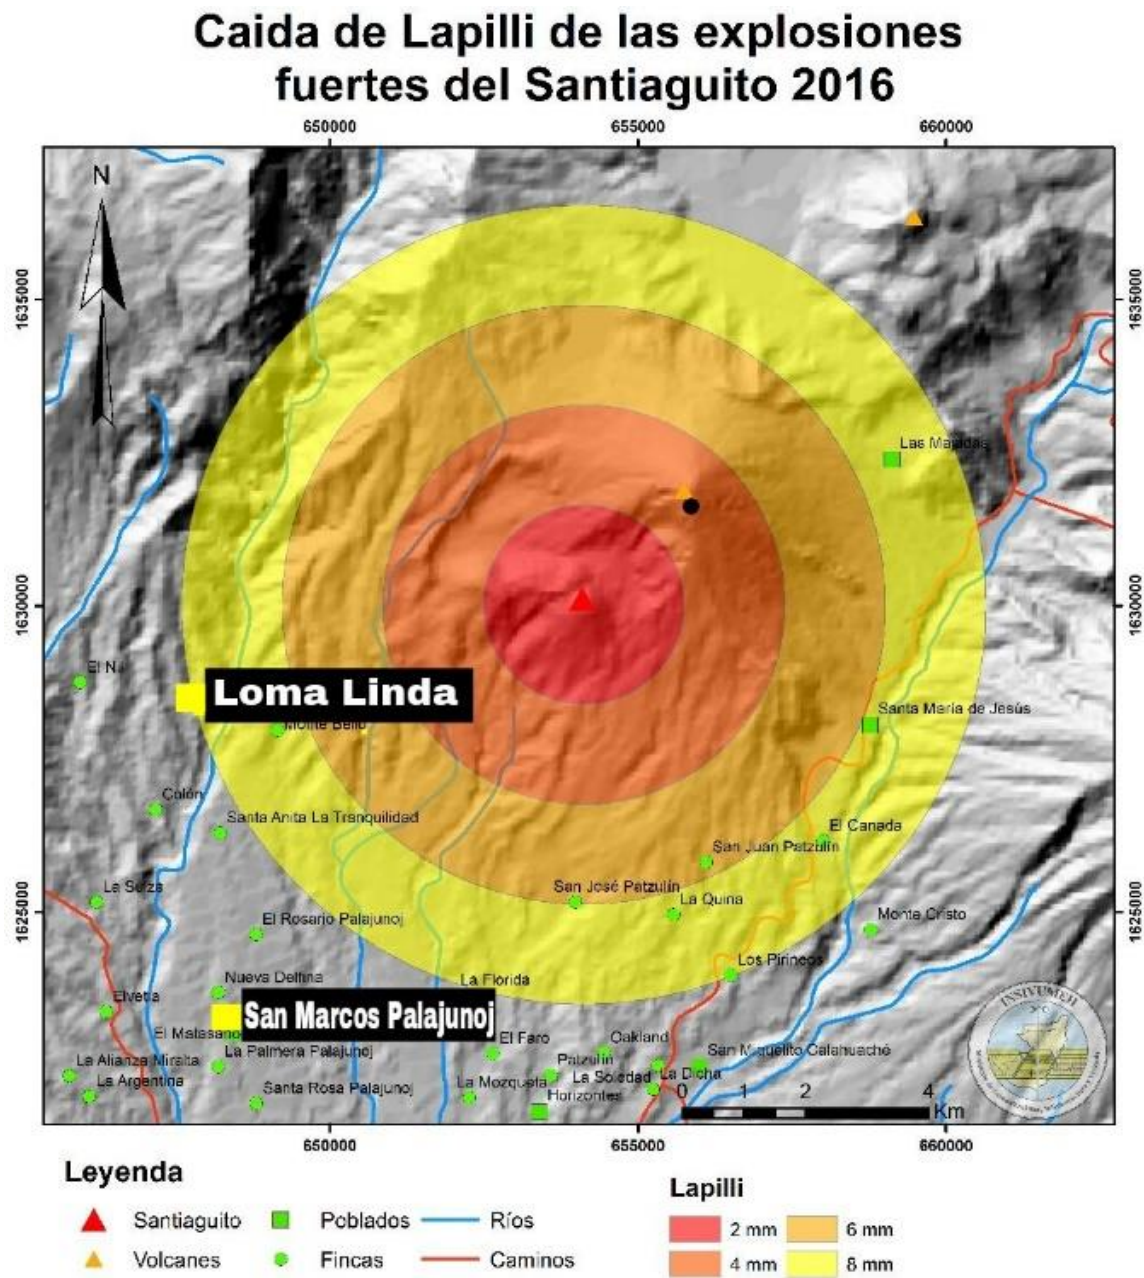 Caida de Lapilli de las explosiones
fuertes del Santiaguito 2016
650000
655000
660000
N
1635000
1635000
Las Majadas
1630000
1630000
El N
Loma Linda
Monte Bello
Santa María de Jesús
Colón
Santa Anita La Tranquilidad
El Canada
San Juan Patzulín
La Suiza
San José Patzulín
La Quina
1625000
1625000
El Rosario Palajunoj
Monte Cristo
Nueva Delfina
La Florida
Los Pirineos
Elvetia
San Marcos Palajunoj
INSIVUMEH
El Matasano
El Faro
Oakland
La Alianza Miralta
La Palmera Palajunoj
Patzulín
San Miguelito Calahuaché
La Argentina
Santa Rosa Palajunoj
La Mozqueta
La Soledad
La Dicha
Horizontes
0 2 4
Km
650000
655000
660000
Leyenda
Santiaguito
Poblados
Ríos
Volcanes
Fincas
Caminos
Lapilli
2 mm
6 mm
4 mm
8 mm